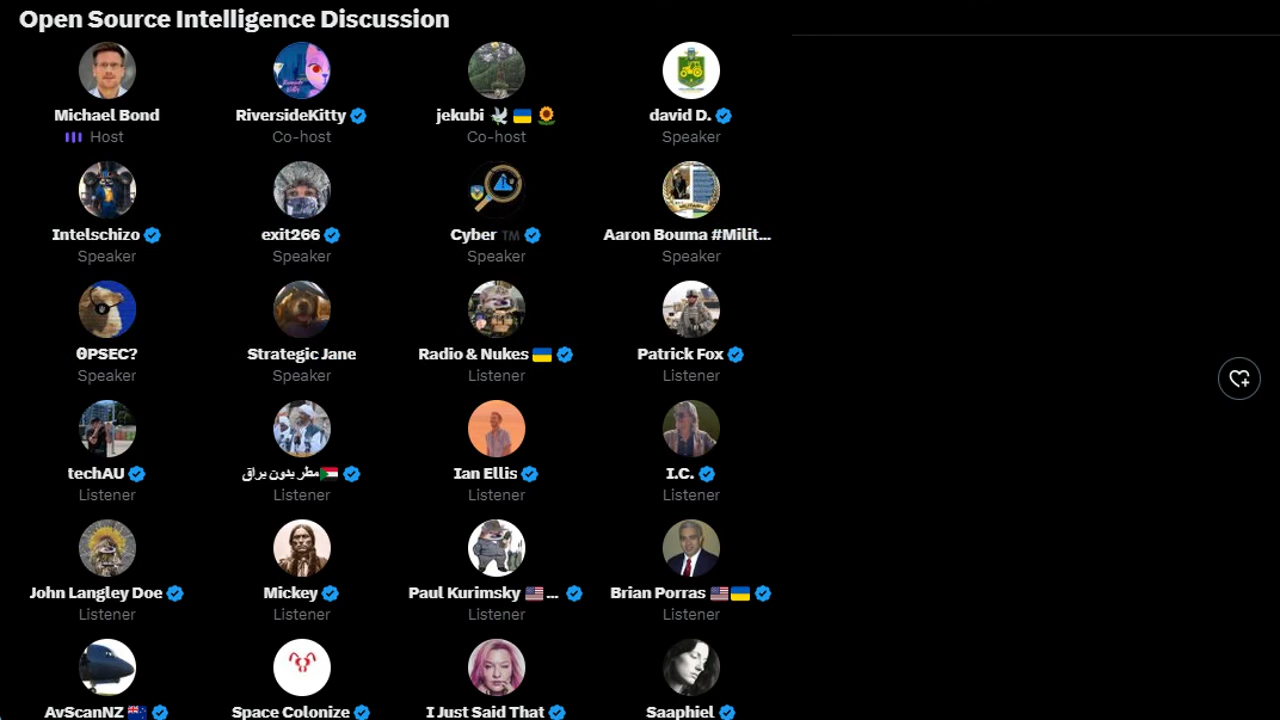 Open Source Intelligence Discussion
Michael Bond RiversideKitty jekubi 🕊️🇺🇦🌻 david D.
Host Co-host Co-host Speaker
Intelschizo exit266 Cyber ™️ Aaron Bouma #Milit...
Speaker Speaker Speaker Speaker
0PSEC? Strategic Jane Radio & Nukes 🇺🇦 Patrick Fox
Speaker Speaker Listener Listener
techAU مطر بدون براق🇸🇩 Ian Ellis I.C.
Listener Listener Listener Listener
John Langley Doe Mickey Paul Kurimsky 🇺🇸... Brian Porras 🇺🇸🇺🇦
Listener Listener Listener Listener
AvScanNZ 🇳🇿 Space Colonize I Just Said That Saaphiel